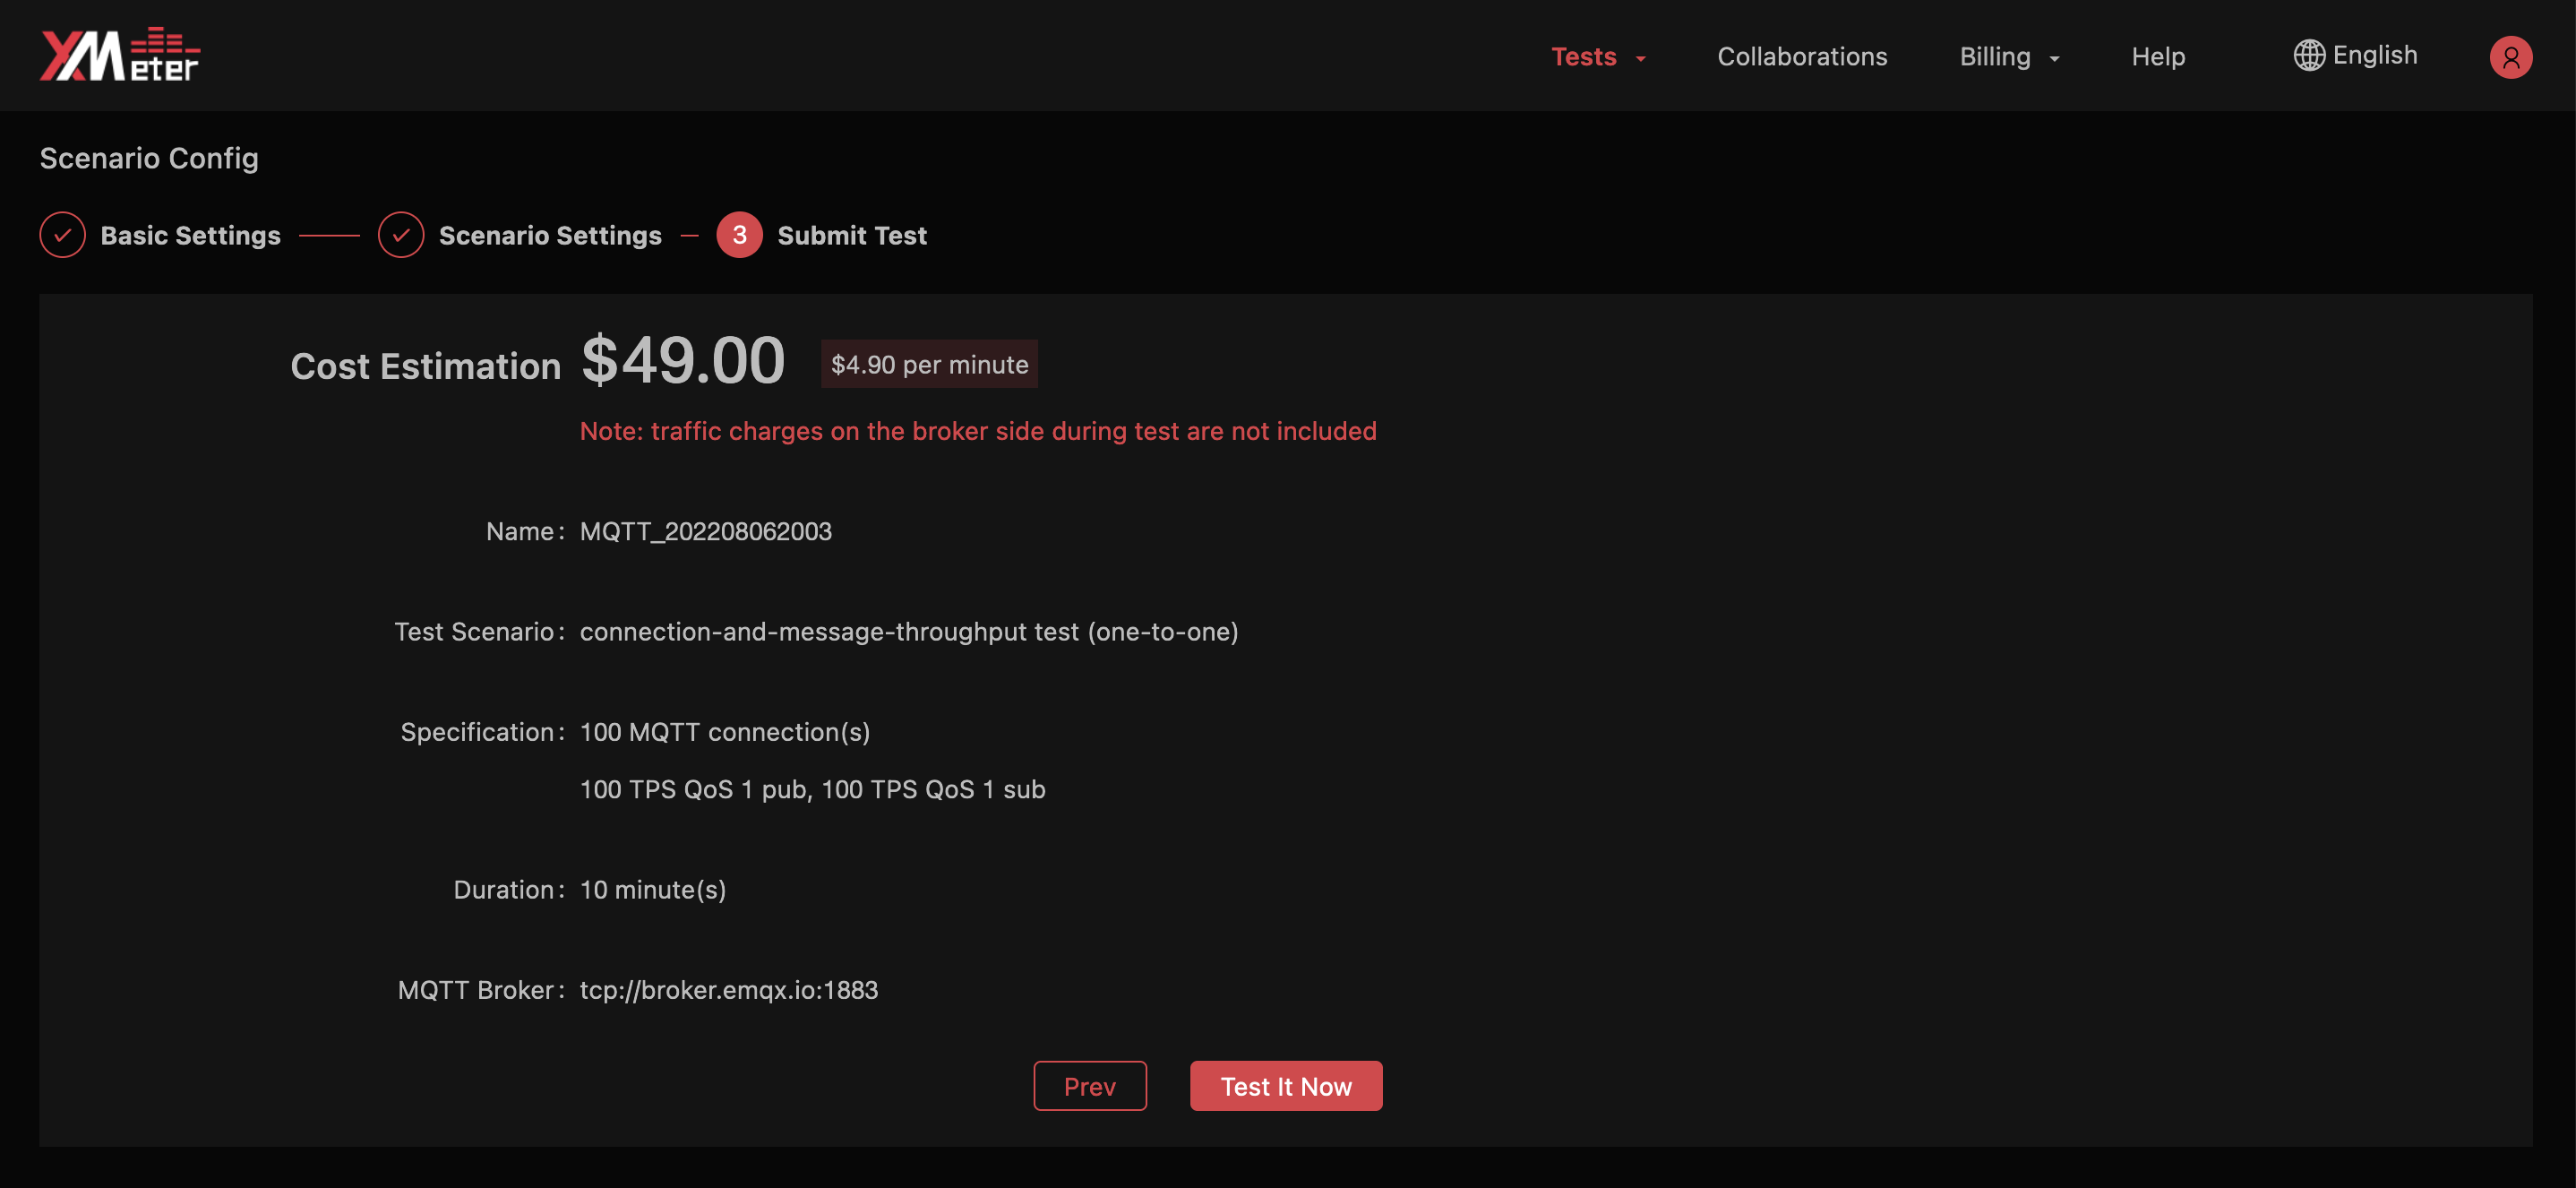 XMeter
Tests
Collaborations
Billing
Help
English
Scenario Config
Basic Settings
Scenario Settings
3 Submit Test
Cost Estimation $49.00 $4.90 per minute
Note: traffic charges on the broker side during test are not included
Name: MQTT_202208062003
Test Scenario: connection-and-message-throughput test (one-to-one)
Specification: 100 MQTT connection(s)
100 TPS QoS 1 pub, 100 TPS QoS 1 sub
Duration: 10 minute(s)
MQTT Broker: tcp://broker.emqx.io:1883
Prev
Test It Now